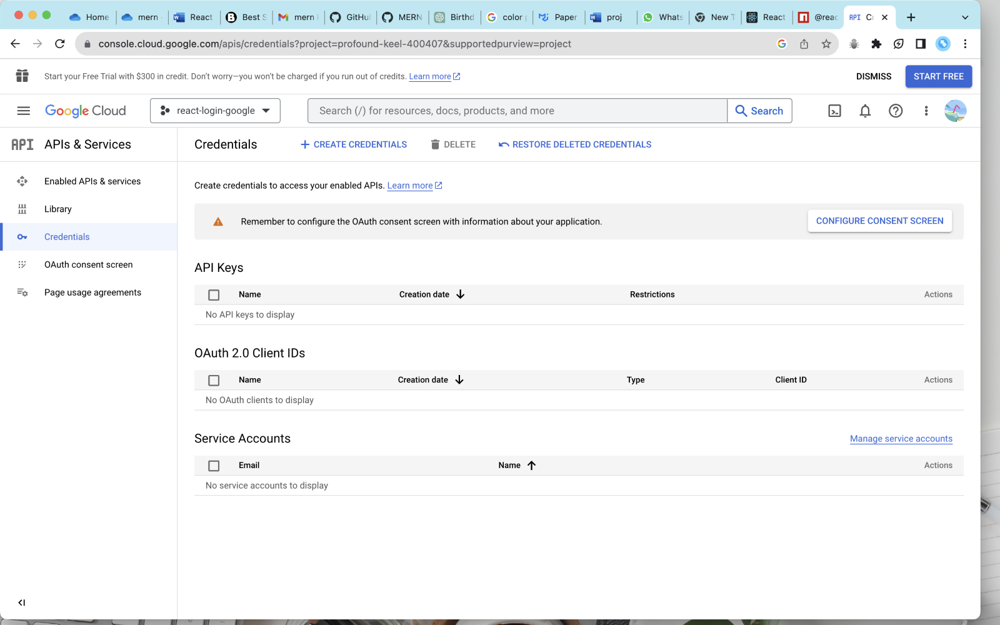 Home
mern
React
Best S
mern
GitHu
MERN
Birthd
color
Paper
proj
Whats
New T
React
@reac
API C
console.cloud.google.com/apis/credentials?project=profound-keel-400407&supportedpurview=project
Start your Free Trial with $300 in credit. Don’t worry—you won’t be charged if you run out of credits. Learn more
DISMISS
START FREE
Google Cloud
react-login-google
Search (/) for resources, docs, products, and more
Search
API APIs & Services
Credentials
CREATE CREDENTIALS
DELETE
RESTORE DELETED CREDENTIALS
Enabled APIs & services
Library
Credentials
OAuth consent screen
Page usage agreements
Create credentials to access your enabled APIs. Learn more
Remember to configure the OAuth consent screen with information about your application.
CONFIGURE CONSENT SCREEN
API Keys
Name Creation date Restrictions Actions
No API keys to display
OAuth 2.0 Client IDs
Name Creation date Type Client ID Actions
No OAuth clients to display
Service Accounts
Manage service accounts
Email Name Actions
No service accounts to display